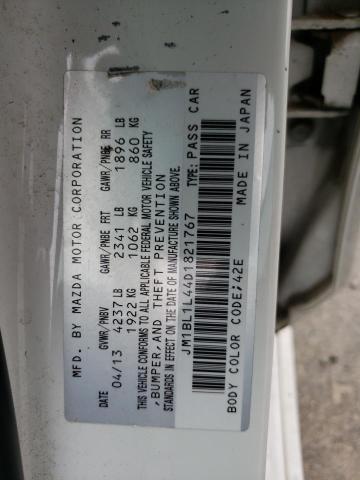 MFD. BY MAZDA MOTOR CORPORATION
DATE GVWR/PNBV GAWR/PNBE FRT GAWR/PNBE RR
04/13 4237 LB 2341 LB 1896 LB
1922 KG 1062 KG 860 KG
THIS VEHICLE CONFORMS TO ALL APPLICABLE FEDERAL MOTOR VEHICLE SAFETY
, BUMPER, AND THEFT PREVENTION
STANDARDS IN EFFECT ON THE DATE OF MANUFACTURE SHOWN ABOVE.
JM1BL1L44D1821767 TYPE: PASS CAR
BODY COLOR CODE;42E MADE IN JAPAN